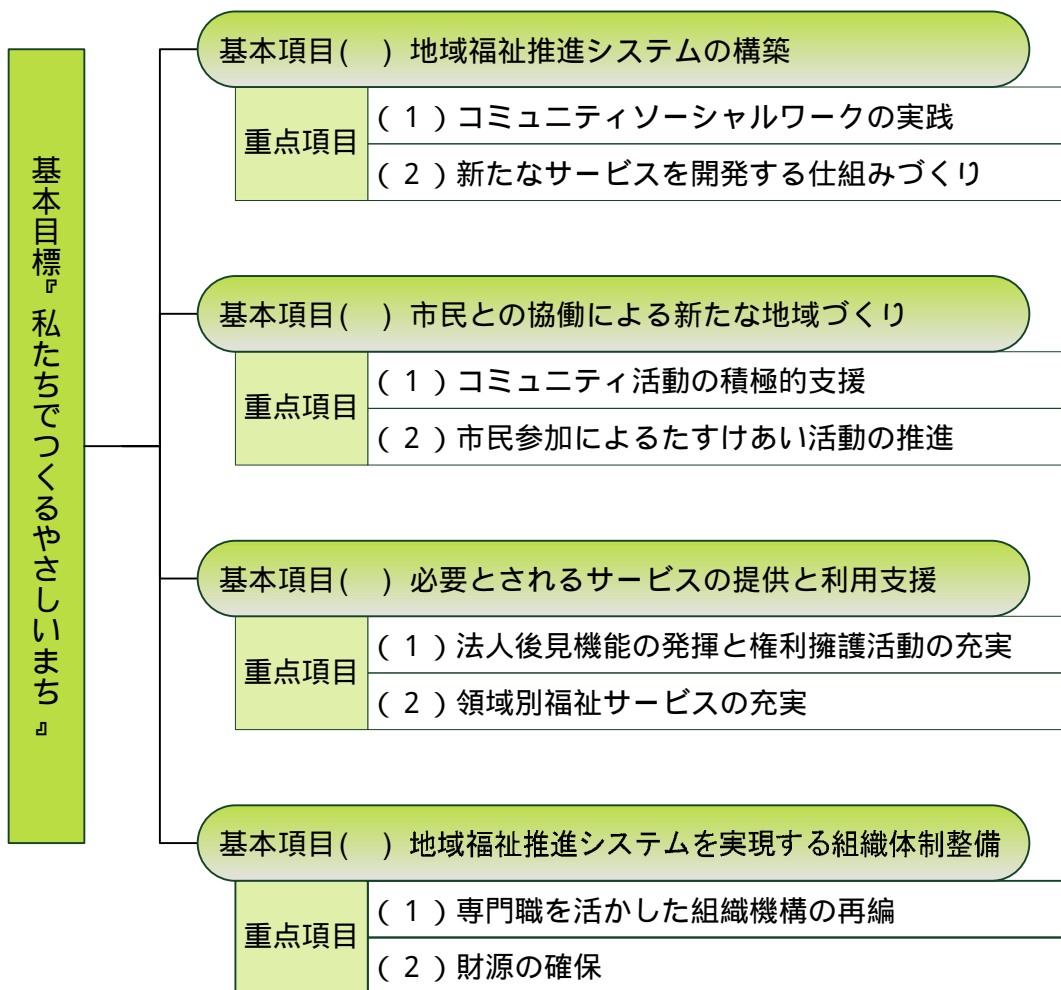 基本目標『私たちでつくるやさしいまち』
基本項目(　) 地域福祉推進システムの構築
重点項目
(１)コミュニティソーシャルワークの実践
(２)新たなサービスを開発する仕組みづくり
基本項目(　) 市民との協働による新たな地域づくり
重点項目
(１)コミュニティ活動の積極的支援
(２)市民参加によるたすけあい活動の推進
基本項目(　) 必要とされるサービスの提供と利用支援
重点項目
(１)法人後見機能の発揮と権利擁護活動の充実
(２)領域別福祉サービスの充実
基本項目(　) 地域福祉推進システムを実現する組織体制整備
重点項目
(１)専門職を活かした組織機構の再編
(２)財源の確保